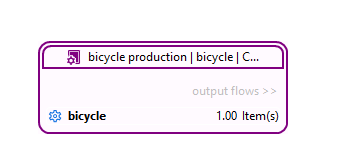 bicycle production | bicycle | C...
output flows >>
bicycle 1.00 Item(s)